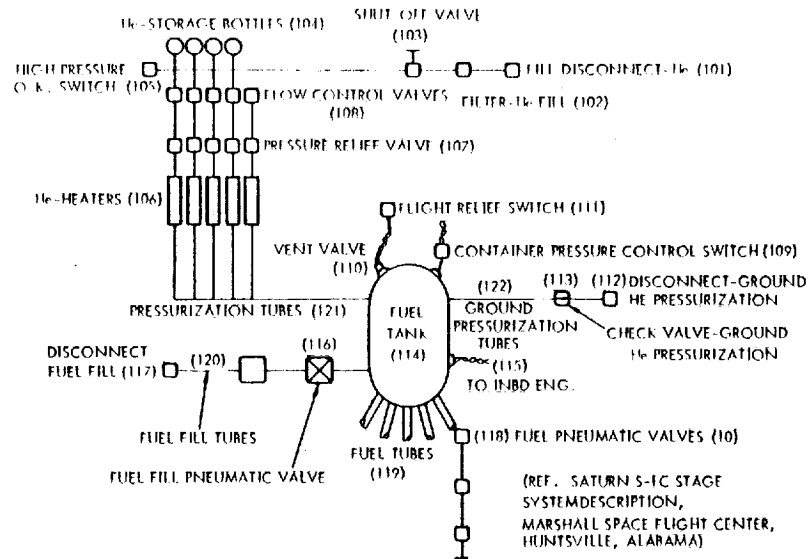 He-STORAGE BOTTLES (104)
SHUT OFF VALVE
(103)
HIGH PRESSURE
O.K. SWITCH (105)
FILL DISCONNECT-He (101)
FLOW CONTROL VALVES
(108)
FILTER-He FILL (102)
PRESSURE RELIEF VALVE (107)
He-HEATERS (106)
FLIGHT RELIEF SWITCH (111)
VENT VALVE
(110)
CONTAINER PRESSURE CONTROL SWITCH (109)
(122)
GROUND
PRESSURIZATION
TUBES
(113)
(112)
DISCONNECT-GROUND
HE PRESSURIZATION
PRESSURIZATION TUBES (121)
FUEL
TANK
(114)
CHECK VALVE-GROUND
He PRESSURIZATION
DISCONNECT
FUEL FILL (117)
(120)
(116)
(115)
TO INBD ENG.
FUEL FILL TUBES
FUEL FILL PNEUMATIC VALVE
FUEL TUBES
(119)
(118) FUEL PNEUMATIC VALVES (10)
(REF. SATURN S-IC STAGE
SYSTEMDESCRIPTION,
MARSHALL SPACE FLIGHT CENTER,
HUNTSVILLE, ALABAMA)